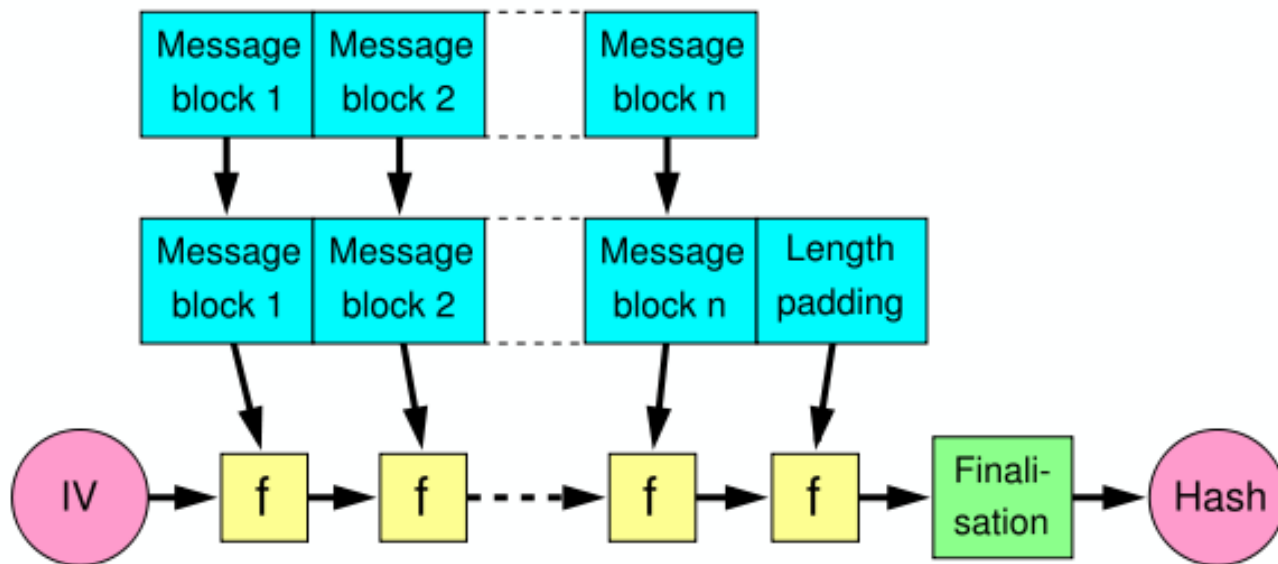 Message
block 1
Message
block 2
Message
block n
Message
block 1
Message
block 2
Message
block n
Length
padding
IV
f
f
f
f
Finali-
sation
Hash